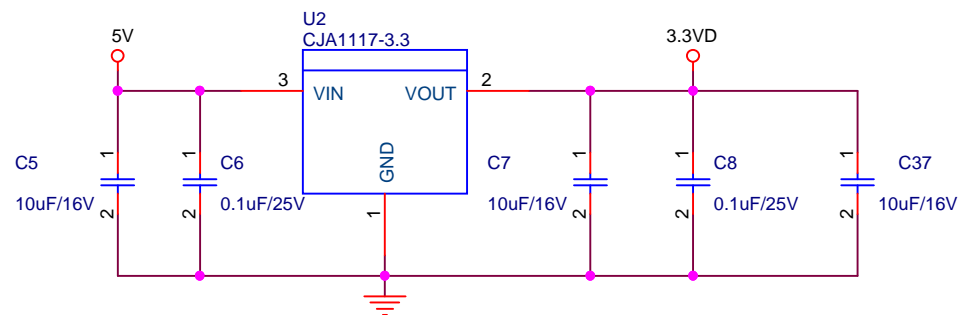 U2
CJA1117-3.3
5V
3.3VD
3
VIN
VOUT
2
GND
1
C5
1
2
10uF/16V
C6
1
2
0.1uF/25V
C7
1
2
10uF/16V
C8
1
2
0.1uF/25V
C37
1
2
10uF/16V